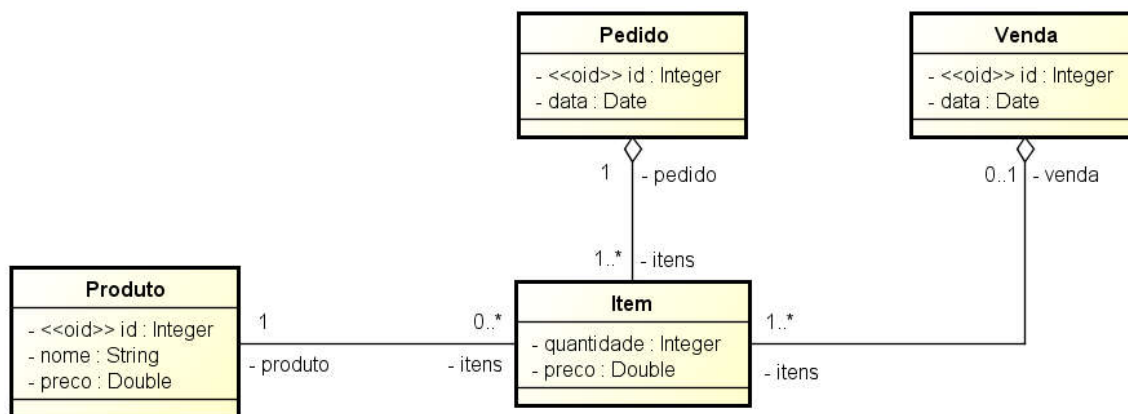 Pedido
- <<oid>> id : Integer
- data : Date
Venda
- <<oid>> id : Integer
- data : Date
1
- pedido
0..1
- venda
1..*
- itens
Produto
- <<oid>> id : Integer
- nome : String
- preco : Double
1
- produto
0..*
- itens
Item
- quantidade : Integer
- preco : Double
1..*
- itens